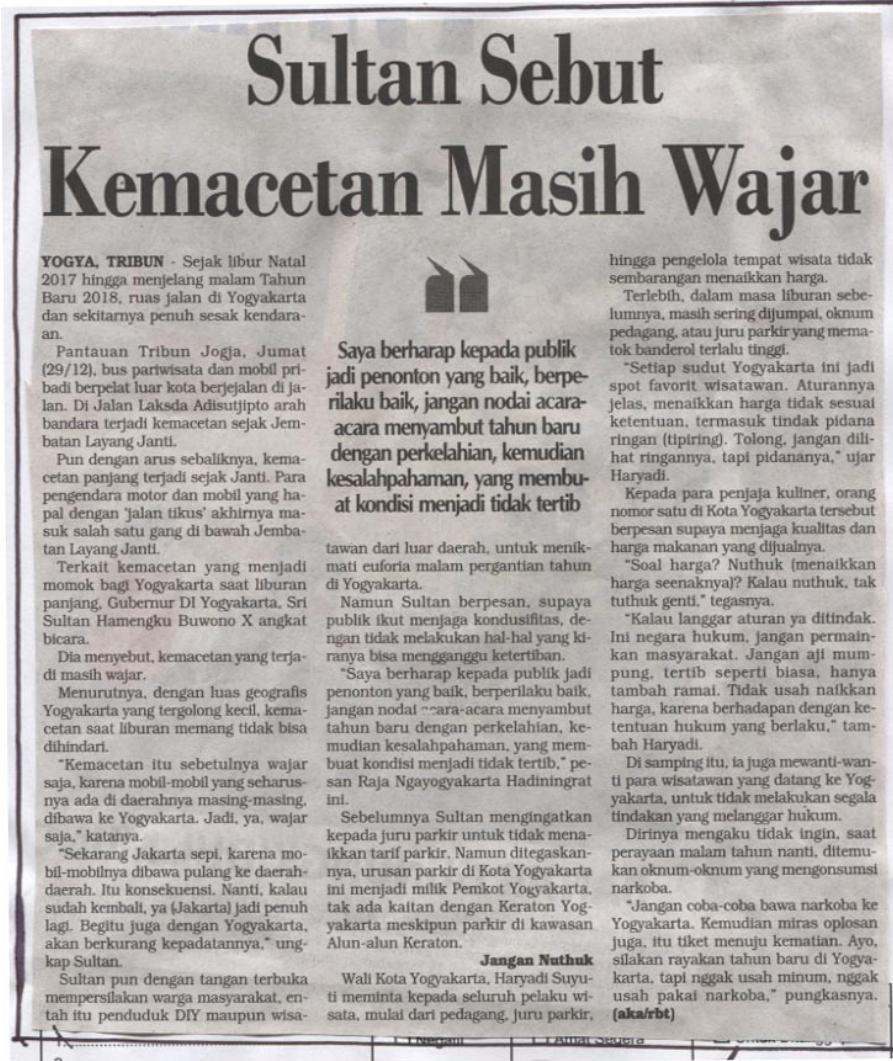 Sultan Sebut
Kemacetan Masih Wajar
YOGYA, TRIBUN - Sejak libur Natal
2017 hingga menjelang malam Tahun
Baru 2018, ruas jalan di Yogyakarta
dan sekitarnya penuh sesak kendara-
an.
Pantauan Tribun Jogja, Jumat
(29/12), bus pariwisata dan mobil pri-
badi berpelat luar kota berjejalan di ja-
lan. Di Jalan Laksda Adisutjipto arah
bandara terjadi kemacetan sejak Jem-
batan Layang Janti.
Pun dengan arus sebaliknya, kema-
cetan panjang terjadi sejak Janti. Para
pengendara motor dan mobil yang ha-
pal dengan 'jalan tikus' akhirnya ma-
suk salah satu gang di bawah Jemba-
tan Layang Janti.
Terkait kemacetan yang menjadi
momok bagi Yogyakarta saat liburan
panjang, Gubernur DI Yogyakarta, Sri
Sultan Hamengku Buwono X angkat
bicara.
Dia menyebut, kemacetan yang terja-
di masih wajar.
Menurutnya, dengan luas geografis
Yogyakarta yang tergolong kecil, kema-
cetan saat liburan memang tidak bisa
dihindari.
"Kemacetan itu sebetulnya wajar
saja, karena mobil-mobil yang seharus-
nya ada di daerahnya masing-masing,
dibawa ke Yogyakarta. Jadi, ya, wajar
saja," katanya.
"Sekarang Jakarta sepi, karena mo-
bil-mobilnya dibawa pulang ke daerah-
daerah. Itu konsekuensi. Nanti, kalau
sudah kembali, ya (Jakarta) jadi penuh
lagi. Begitu juga dengan Yogyakarta,
akan berkurang kepadatannya," ung-
kap Sultan.
Sultan pun dengan tangan terbuka
mempersilakan warga masyarakat, en-
tah itu penduduk DIY maupun wisa-
Saya berharap kepada publik
jadi penonton yang baik, berpe-
rilaku baik, jangan nodai acara-
acara menyambut tahun baru
dengan perkelahian, kemudian
kesalahpahaman, yang membu-
at kondisi menjadi tidak tertib
tawan dari luar daerah, untuk menik-
mati euforia malam pergantian tahun
di Yogyakarta.
Namun Sultan berpesan, supaya
publik ikut menjaga kondusifitas, de-
ngan tidak melakukan hal-hal yang ki-
ranya bisa mengganggu ketertiban.
"Saya berharap kepada publik jadi
penonton yang baik, berperilaku baik,
jangan nodai acara-acara menyambut
tahun baru dengan perkelahian, ke-
mudian kesalahpahaman, yang mem-
buat kondisi menjadi tidak tertib," pe-
san Raja Ngayogyakarta Hadiningrat
ini.
Sebelumnya Sultan mengingatkan
kepada juru parkir untuk tidak mena-
ikkan tarif parkir. Namun ditegaskan-
nya, urusan parkir di Kota Yogyakarta
ini menjadi milik Pemkot Yogyakarta,
tak ada kaitan dengan Keraton Yog-
yakarta meskipun parkir di kawasan
Alun-alun Keraton.
Jangan Nuthuk
Wali Kota Yogyakarta, Haryadi Suyu-
ti meminta kepada seluruh pelaku wi-
sata, mulai dari pedagang, juru parkir,
hingga pengelola tempat wisata tidak
sembarangan menaikkan harga.
Terlebih, dalam masa liburan sebe-
lumnya, masih sering dijumpai, oknum
pedagang, atau juru parkir yang mema-
tok banderol terlalu tinggi.
"Setiap sudut Yogyakarta ini jadi
spot favorit wisatawan. Aturannya
jelas, menaikkan harga tidak sesuai
ketentuan, termasuk tindak pidana
ringan (tipiring). Tolong, jangan dili-
hat ringannya, tapi pidananya," ujar
Haryadi.
Kepada para penjaja kuliner, orang
nomor satu di Kota Yogyakarta tersebut
berpesan supaya menjaga kualitas dan
harga makanan yang dijualnya.
"Soal harga? Nuthuk (menaikkan
harga seenaknya)? Kalau nuthuk, tak
tuthuk genti," tegasnya.
"Kalau langgar aturan ya ditindak.
Ini negara hukum, jangan permain-
kan masyarakat. Jangan aji mum-
pung, tertib seperti biasa, hanya
tambah ramai. Tidak usah naikkan
harga, karena berhadapan dengan ke-
tentuan hukum yang berlaku," tam-
bah Haryadi.
Di samping itu, ia juga mewanti-wan-
ti para wisatawan yang datang ke Yog-
yakarta, untuk tidak melakukan segala
tindakan yang melanggar hukum.
Dirinya mengaku tidak ingin, saat
perayaan malam tahun nanti, ditemu-
kan oknum-oknum yang mengonsumsi
narkoba.
"Jangan coba-coba bawa narkoba ke
Yogyakarta. Kemudian miras oplosan
juga, itu tiket menuju kematian. Ayo,
silakan rayakan tahun baru di Yogya-
karta, tapi nggak usah minum, nggak
usah pakai narkoba," pungkasnya.
(aka/rbt)